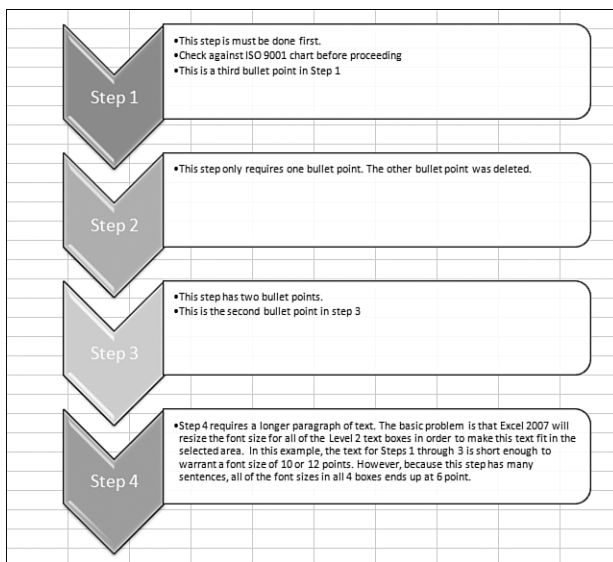 •This step is must be done first.
•Check against ISO 9001 chart before proceeding
•This is a third bullet point in Step 1
Step 1
•This step only requires one bullet point. The other bullet point was deleted.
Step 2
•This step has two bullet points.
•This is the second bullet point in step 3
Step 3
•Step 4 requires a longer paragraph of text. The basic problem is that Excel 2007 will
resize the font size for all of the Level 2 text boxes in order to make this text fit in the
selected area. In this example, the text for Steps 1 through 3 is short enough to
warrant a font size of 10 or 12 points. However, because this step has many
sentences, all of the font sizes in all 4 boxes ends up at 6 point.
Step 4